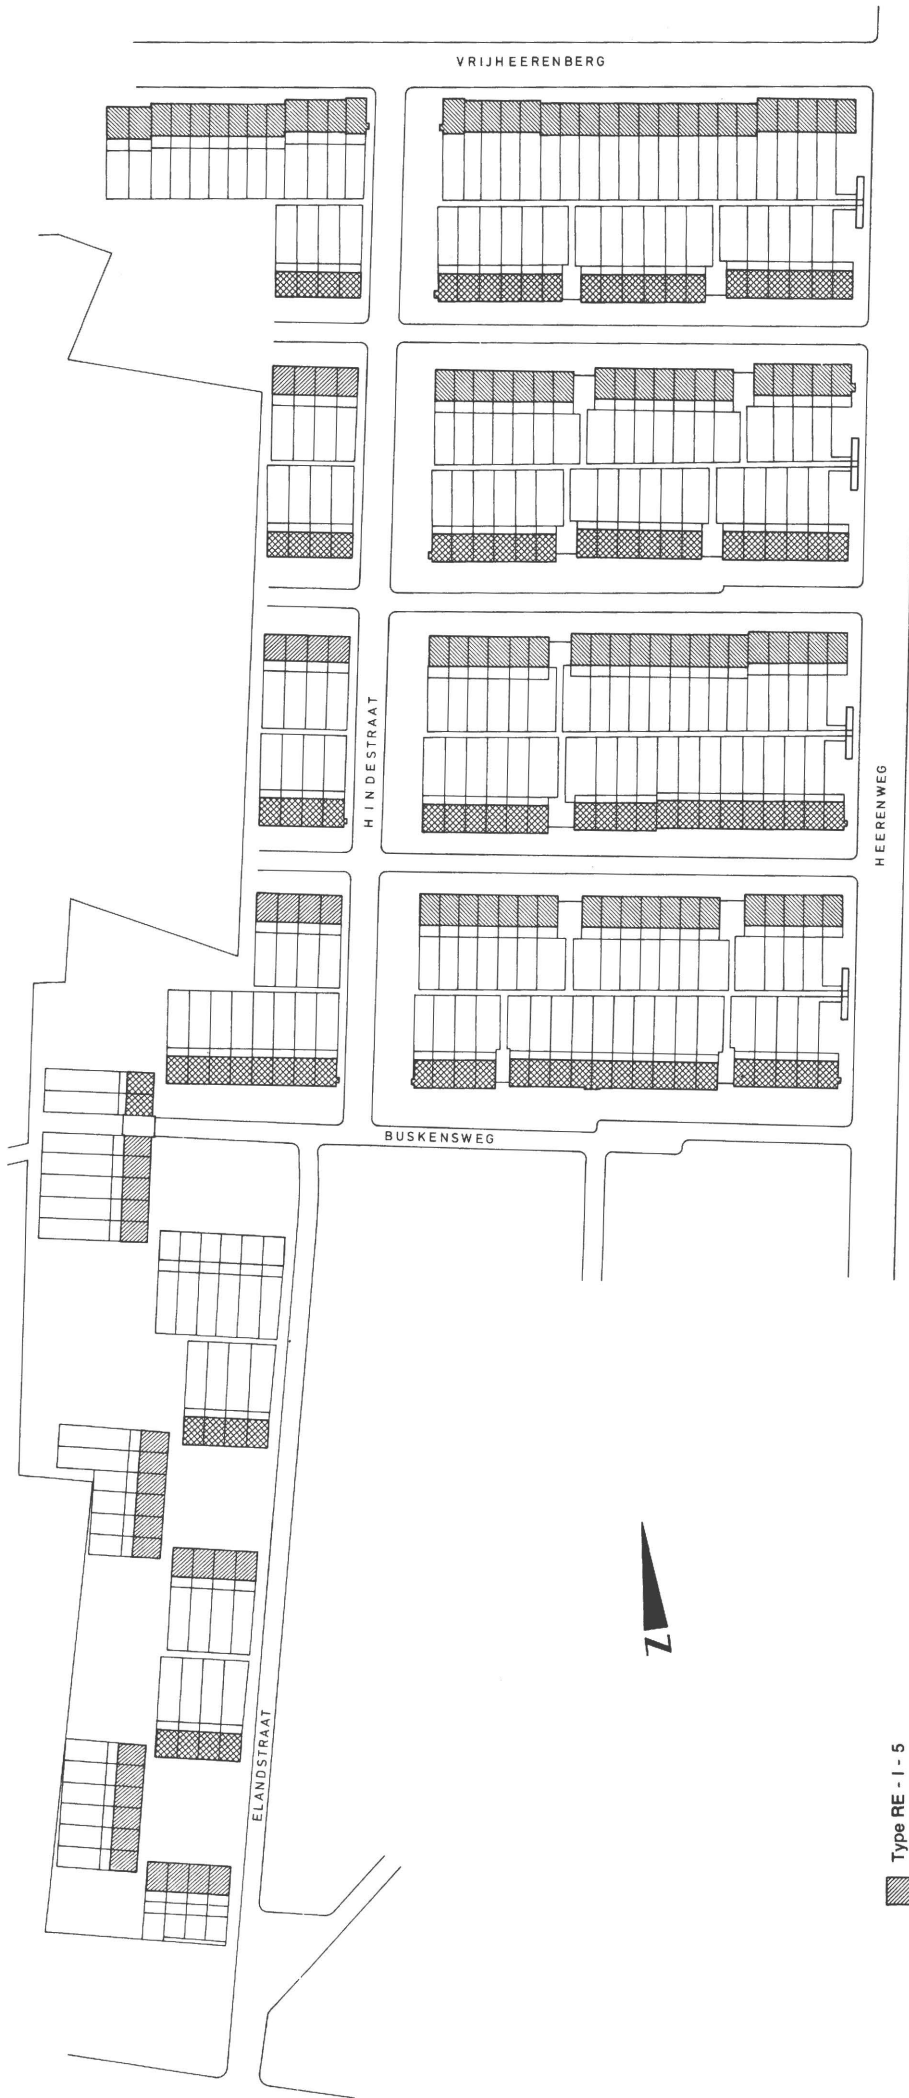 VRIJHEERENBERG
HINDESTRAAT
HEERENWEG
BUSKENSWEG
ELANDSTRAAT
N
Type RE - I - 5